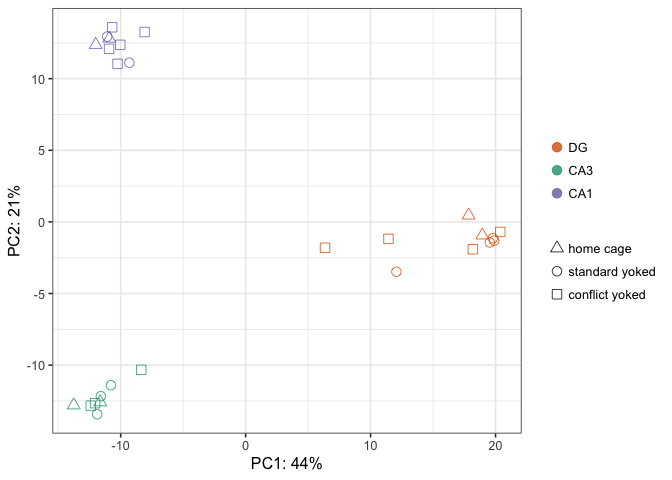 10
5
0
-5
-10
PC2: 21%
-10 0 10 20
PC1: 44%
DG
CA3
CA1
home cage
standard yoked
conflict yoked